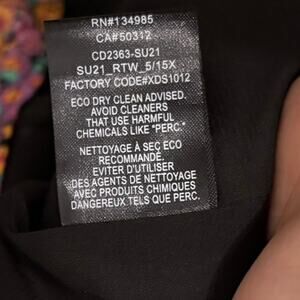 RN#134985
CA#50312
CD2363-SU21
SU21_RTW_5/15X
FACTORY CODE#XDS1012
ECO DRY CLEAN ADVISED.
AVOID CLEANERS
THAT USE HARMFUL
CHEMICALS LIKE "PERC."
NETTOYAGE À SEC ECO
RECOMMANDÉ.
EVITER D'UTILISER
DES AGENTS DE NETTOYAGE
AVEC PRODUITS CHIMIQUES
DANGEREUX TELS QUE PERC.